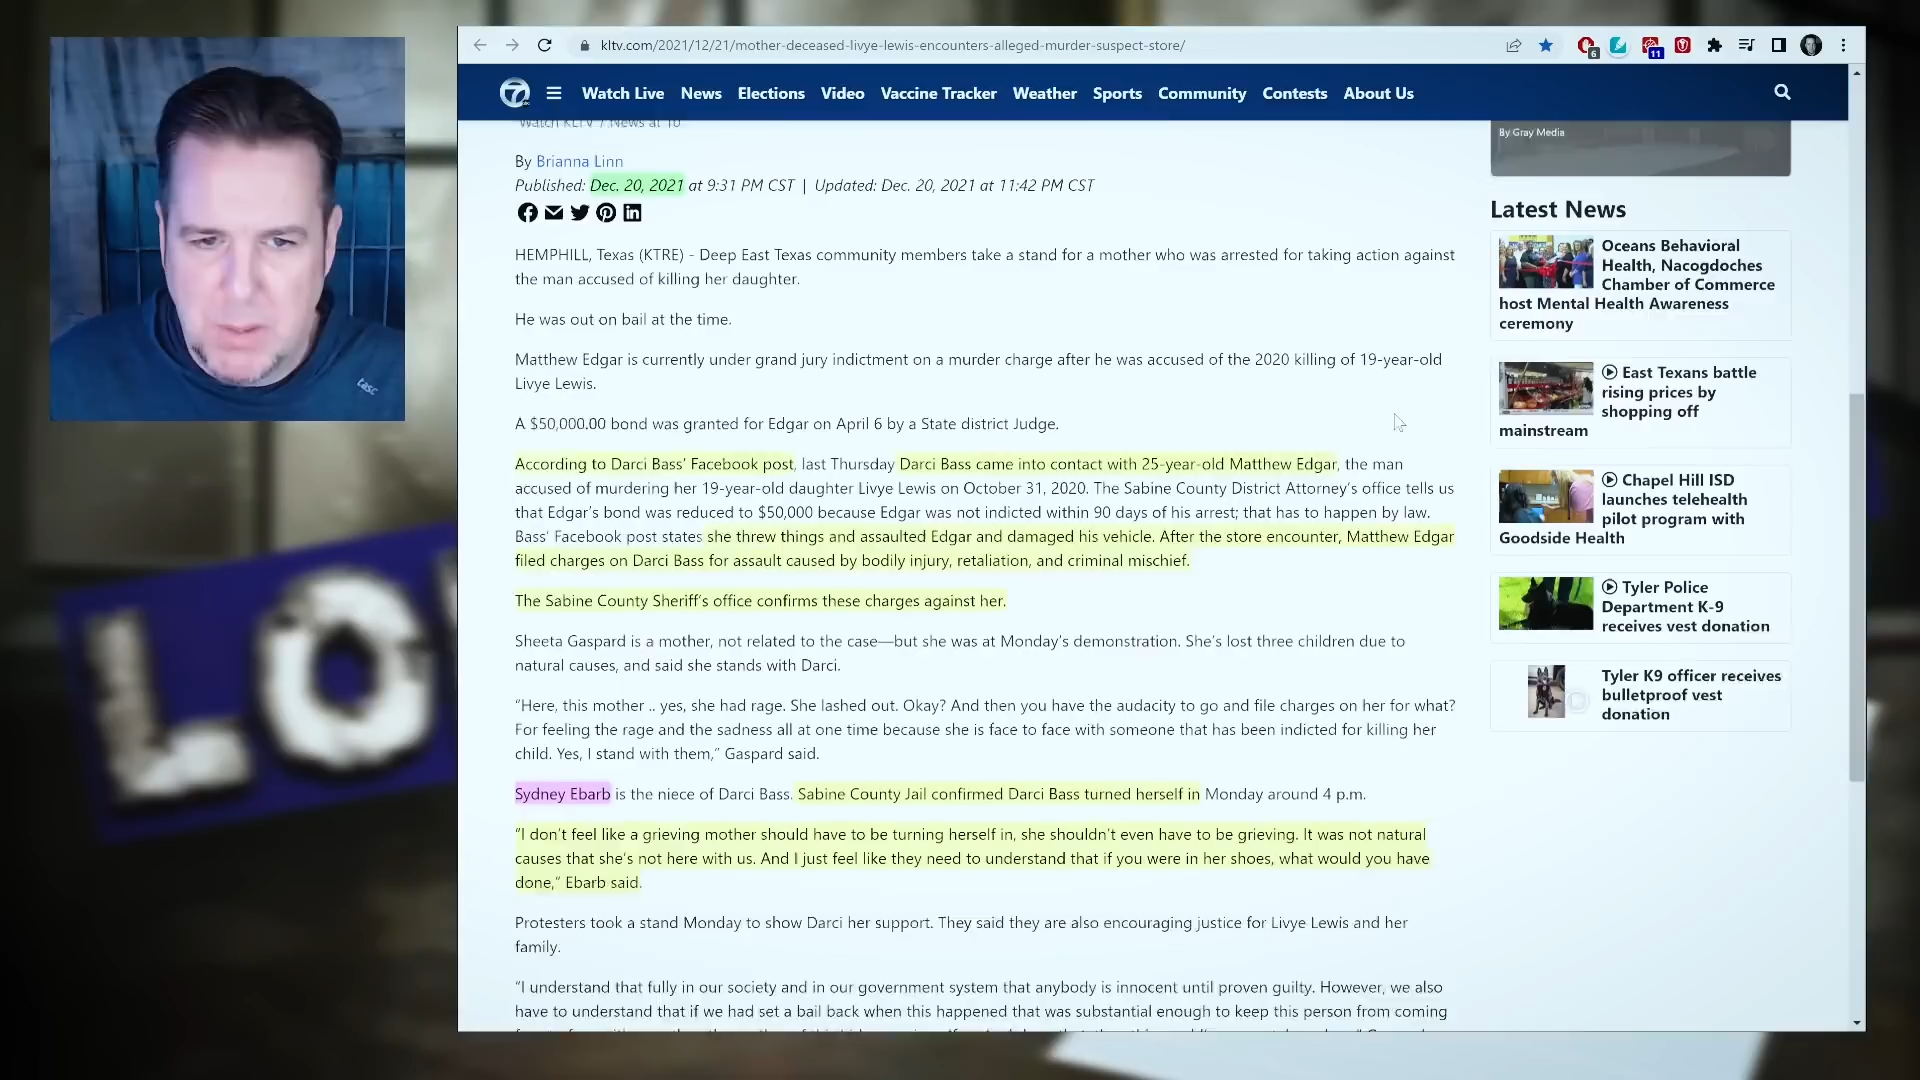 kltv.com/2021/12/21/mother-deceased-livye-lewis-encounters-alleged-murder-suspect-store/
6
11
7
Watch Live
News
Elections
Video
Vaccine Tracker
Weather
Sports
Community
Contests
About Us
Watch KLTV 7 News at 10
By Gray Media
By Brianna Linn
Published: Dec. 20, 2021 at 9:31 PM CST | Updated: Dec. 20, 2021 at 11:42 PM CST
HEMPHILL, Texas (KTRE) - Deep East Texas community members take a stand for a mother who was arrested for taking action against
the man accused of killing her daughter.
He was out on bail at the time.
Matthew Edgar is currently under grand jury indictment on a murder charge after he was accused of the 2020 killing of 19-year-old
Livye Lewis.
A $50,000.00 bond was granted for Edgar on April 6 by a State district Judge.
According to Darci Bass’ Facebook post, last Thursday Darci Bass came into contact with 25-year-old Matthew Edgar, the man
accused of murdering her 19-year-old daughter Livye Lewis on October 31, 2020. The Sabine County District Attorney’s office tells us
that Edgar’s bond was reduced to $50,000 because Edgar was not indicted within 90 days of his arrest; that has to happen by law.
Bass’ Facebook post states she threw things and assaulted Edgar and damaged his vehicle. After the store encounter, Matthew Edgar
filed charges on Darci Bass for assault caused by bodily injury, retaliation, and criminal mischief.
The Sabine County Sheriff’s office confirms these charges against her.
Sheeta Gaspard is a mother, not related to the case—but she was at Monday’s demonstration. She’s lost three children due to
natural causes, and said she stands with Darci.
“Here, this mother .. yes, she had rage. She lashed out. Okay? And then you have the audacity to go and file charges on her for what?
For feeling the rage and the sadness all at one time because she is face to face with someone that has been indicted for killing her
child. Yes, I stand with them,” Gaspard said.
Sydney Ebarb is the niece of Darci Bass. Sabine County Jail confirmed Darci Bass turned herself in Monday around 4 p.m.
“I don’t feel like a grieving mother should have to be turning herself in, she shouldn’t even have to be grieving. It was not natural
causes that she’s not here with us. And I just feel like they need to understand that if you were in her shoes, what would you have
done,” Ebarb said.
Protesters took a stand Monday to show Darci her support. They said they are also encouraging justice for Livye Lewis and her
family.
“I understand that fully in our society and in our government system that anybody is innocent until proven guilty. However, we also
have to understand that if we had set a bail back when this happened that was substantial enough to keep this person from coming
Latest News
Oceans Behavioral
Health, Nacogdoches
Chamber of Commerce
host Mental Health Awareness
ceremony
East Texans battle
rising prices by
shopping off
mainstream
Chapel Hill ISD
launches telehealth
pilot program with
Goodside Health
Tyler Police
Department K-9
receives vest donation
Tyler K9 officer receives
bulletproof vest
donation
tasc
LO